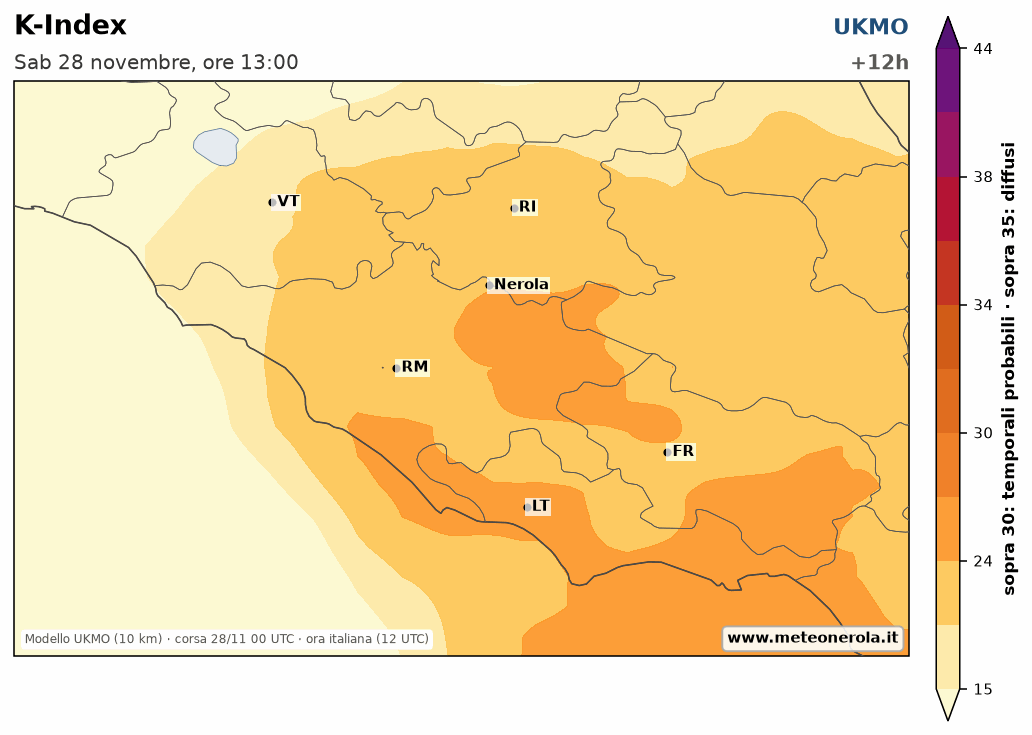 K-Index
UKMO
Sab 28 novembre, ore 13:00
+12h
VT
RI
Nerola
RM
FR
LT
Modello UKMO (10 km) · corsa 28/11 00 UTC · ora italiana (12 UTC)
www.meteonerola.it
44
38
34
30
24
15
sopra 30: temporali probabili · sopra 35: diffusi